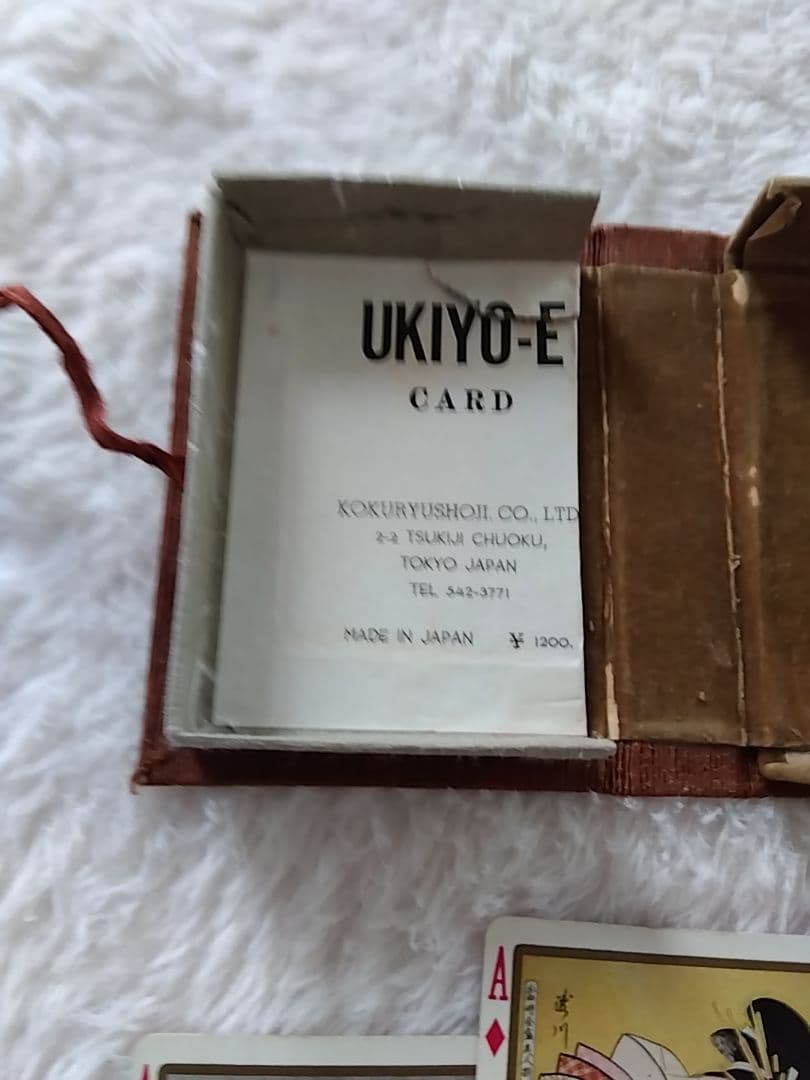 UKIYO-E
CARD
KOKURYUSHOJI. CO., LTD
2-2 TSUKIJI CHUOKU,
TOKYO JAPAN
TEL 542-3771
MADE IN JAPAN ¥ 1200.
A